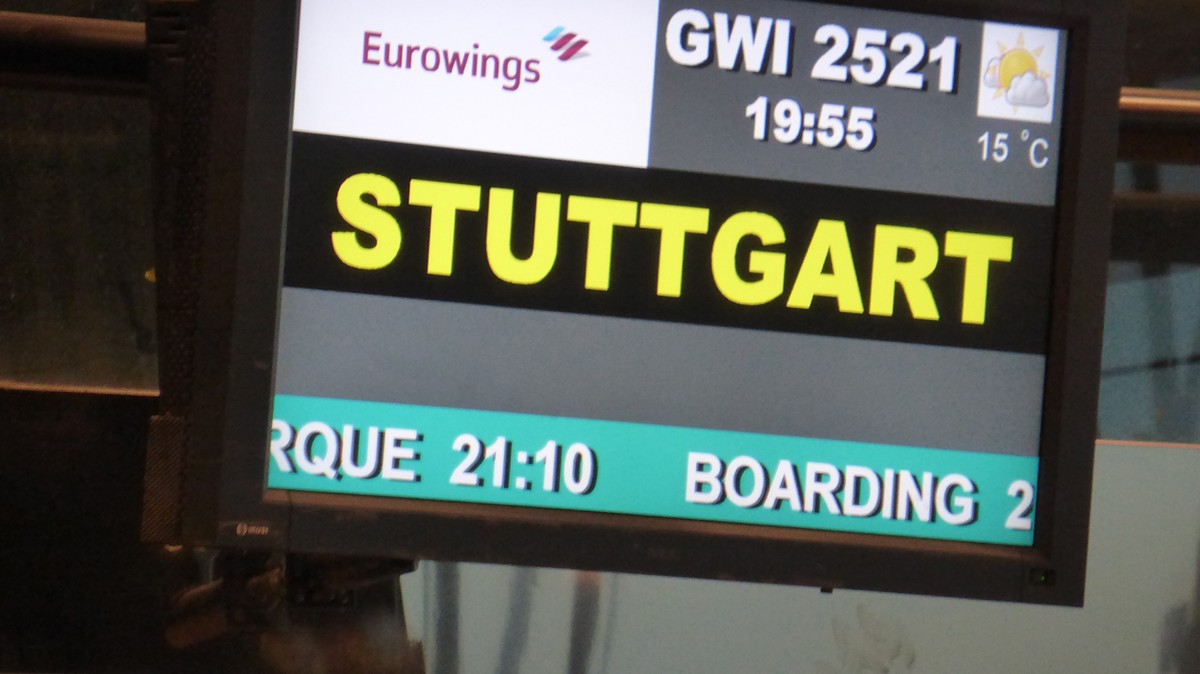 Eurowings
GWI 2521
19:55
15 °C
STUTTGART
RQUE 21:10 BOARDING 2